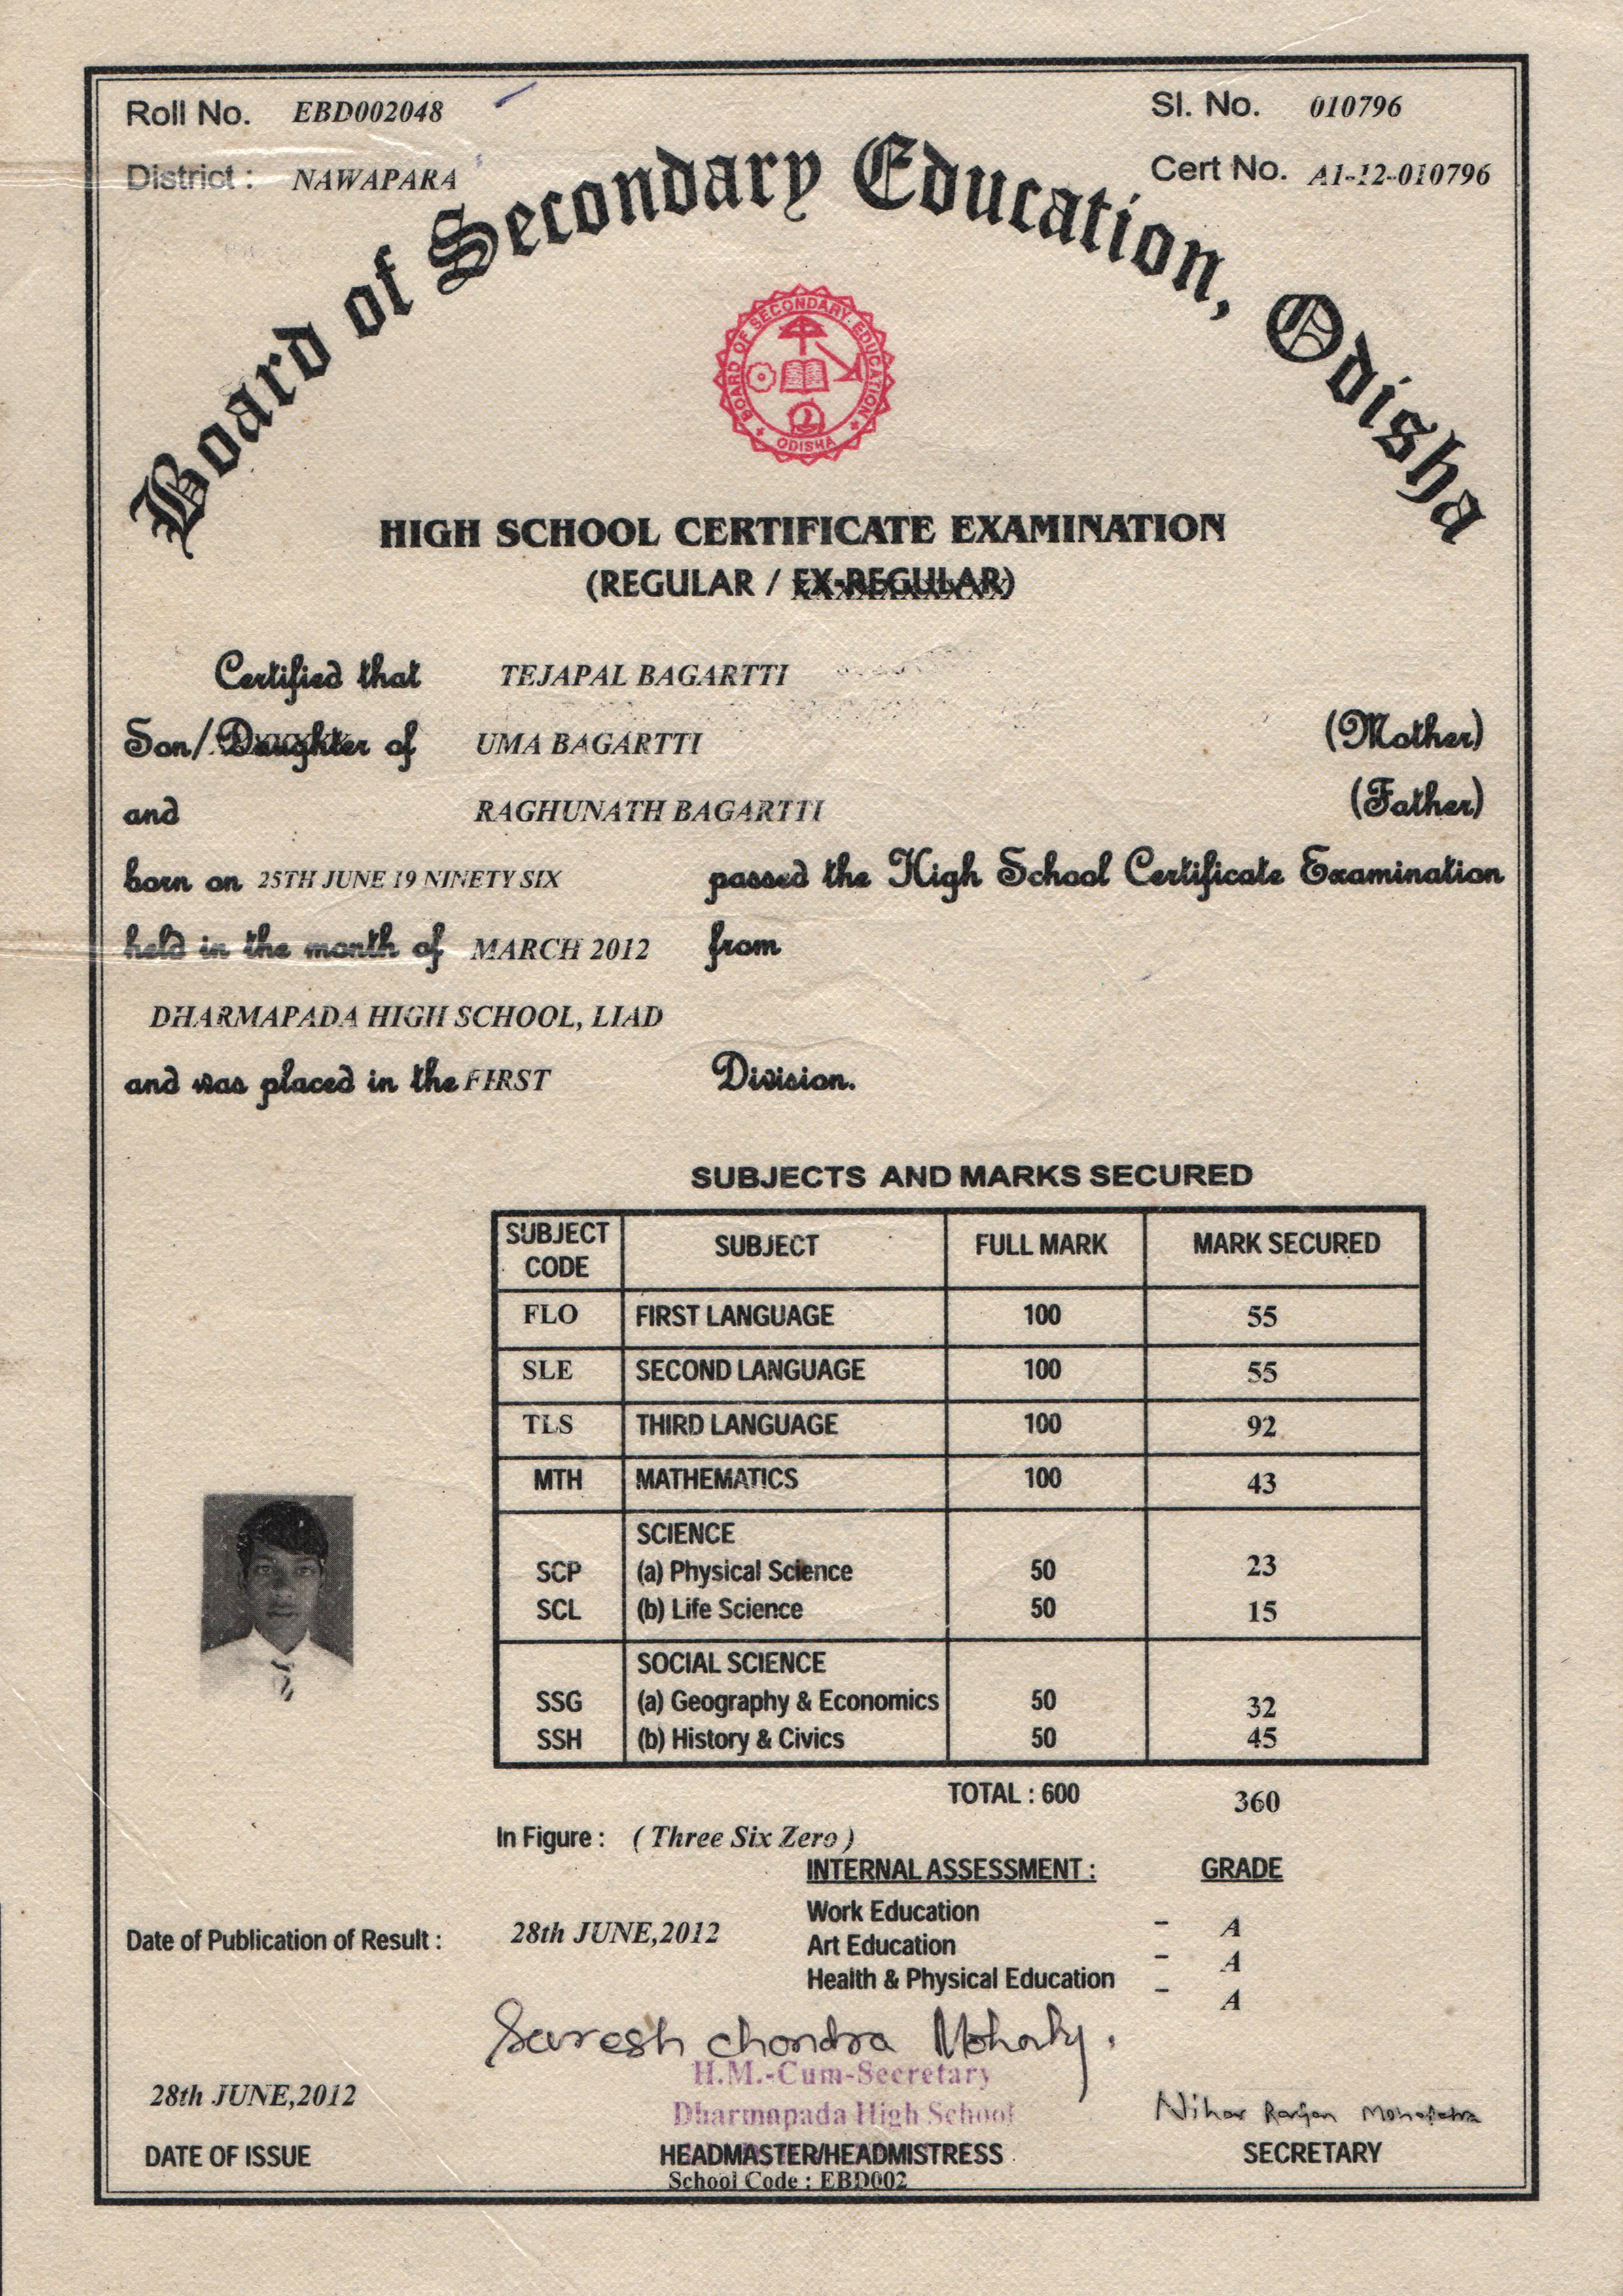 Roll No. EBD002048
Sl. No. 010796
District : NAWAPARA
Cert No. A1-12-010796
Board of Secondary Education, Odisha
BOARD OF SECONDARY EDUCATION
ODISHA
HIGH SCHOOL CERTIFICATE EXAMINATION
(REGULAR / EX-REGULAR)
Certified that TEJAPAL BAGARTTI
Son/Daughter of UMA BAGARTTI (Mother)
and RAGHUNATH BAGARTTI (Father)
born on 25TH JUNE 19 NINETY SIX passed the High School Certificate Examination
held in the month of MARCH 2012 from
DHARMAPADA HIGH SCHOOL, LIAD
and was placed in the FIRST Division.
SUBJECTS AND MARKS SECURED
SUBJECT CODE SUBJECT FULL MARK MARK SECURED
FLO FIRST LANGUAGE 100 55
SLE SECOND LANGUAGE 100 55
TLS THIRD LANGUAGE 100 92
MTH MATHEMATICS 100 43
SCIENCE
SCP (a) Physical Science 50 23
SCL (b) Life Science 50 15
SOCIAL SCIENCE
SSG (a) Geography & Economics 50 32
SSH (b) History & Civics 50 45
TOTAL : 600 360
In Figure : ( Three Six Zero )
INTERNAL ASSESSMENT : GRADE
Work Education - A
Art Education - A
Health & Physical Education - A
Date of Publication of Result : 28th JUNE,2012
Suresh chandra Mohanty.
H.M.-Cum-Secretary
Dharmapada High School
28th JUNE,2012
Nihar Ranjan Mohapatra
DATE OF ISSUE
HEADMASTER/HEADMISTRESS
SECRETARY
School Code : EBD002